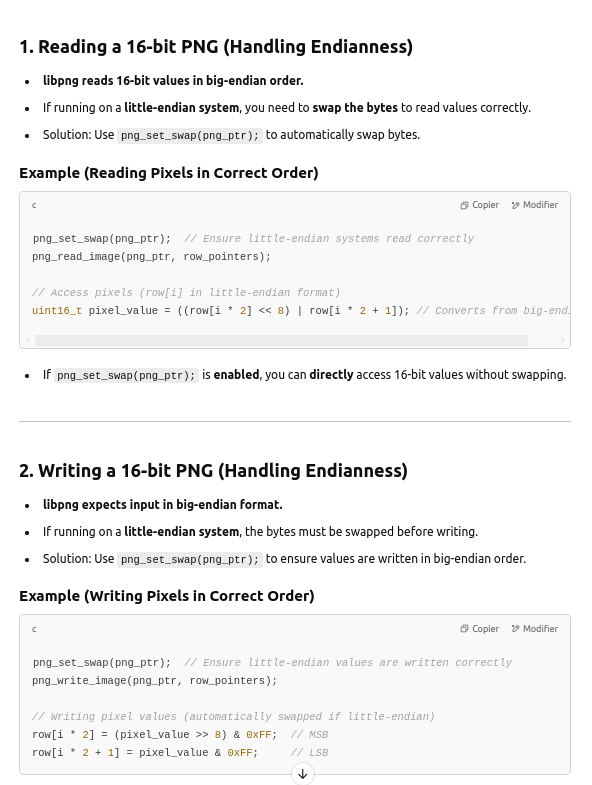 1. Reading a 16-bit PNG (Handling Endianness)
libpng reads 16-bit values in big-endian order.
If running on a little-endian system, you need to swap the bytes to read values correctly.
Solution: Use png_set_swap(png_ptr); to automatically swap bytes.
Example (Reading Pixels in Correct Order)
c Copier Modifier
png_set_swap(png_ptr);  // Ensure little-endian systems read correctly
png_read_image(png_ptr, row_pointers);
// Access pixels (row[i] in little-endian format)
uint16_t pixel_value = ((row[i * 2] << 8) | row[i * 2 + 1]); // Converts from big-endi
If png_set_swap(png_ptr); is enabled, you can directly access 16-bit values without swapping.
2. Writing a 16-bit PNG (Handling Endianness)
libpng expects input in big-endian format.
If running on a little-endian system, the bytes must be swapped before writing.
Solution: Use png_set_swap(png_ptr); to ensure values are written in big-endian order.
Example (Writing Pixels in Correct Order)
c Copier Modifier
png_set_swap(png_ptr);  // Ensure little-endian values are written correctly
png_write_image(png_ptr, row_pointers);
// Writing pixel values (automatically swapped if little-endian)
row[i * 2] = (pixel_value >> 8) & 0xFF;  // MSB
row[i * 2 + 1] = pixel_value & 0xFF;     // LSB